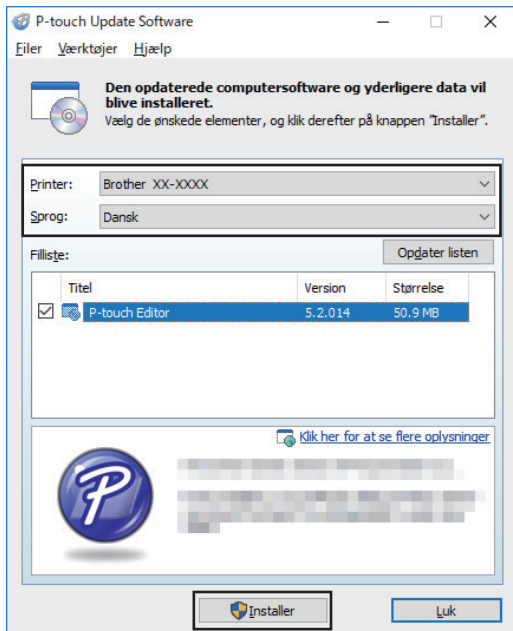 P-touch Update Software
Filer Værktøjer Hjælp
Den opdaterede computersoftware og yderligere data vil
blive installeret.
Vælg de ønskede elementer, og klik derefter på knappen "Installer".
Printer: Brother XX-XXXX
Sprog: Dansk
Filliste: Opdater listen
Titel Version Størrelse
P-touch Editor 5.2.014 50.9 MB
Klik her for at se flere oplysninger
P
Installer Luk